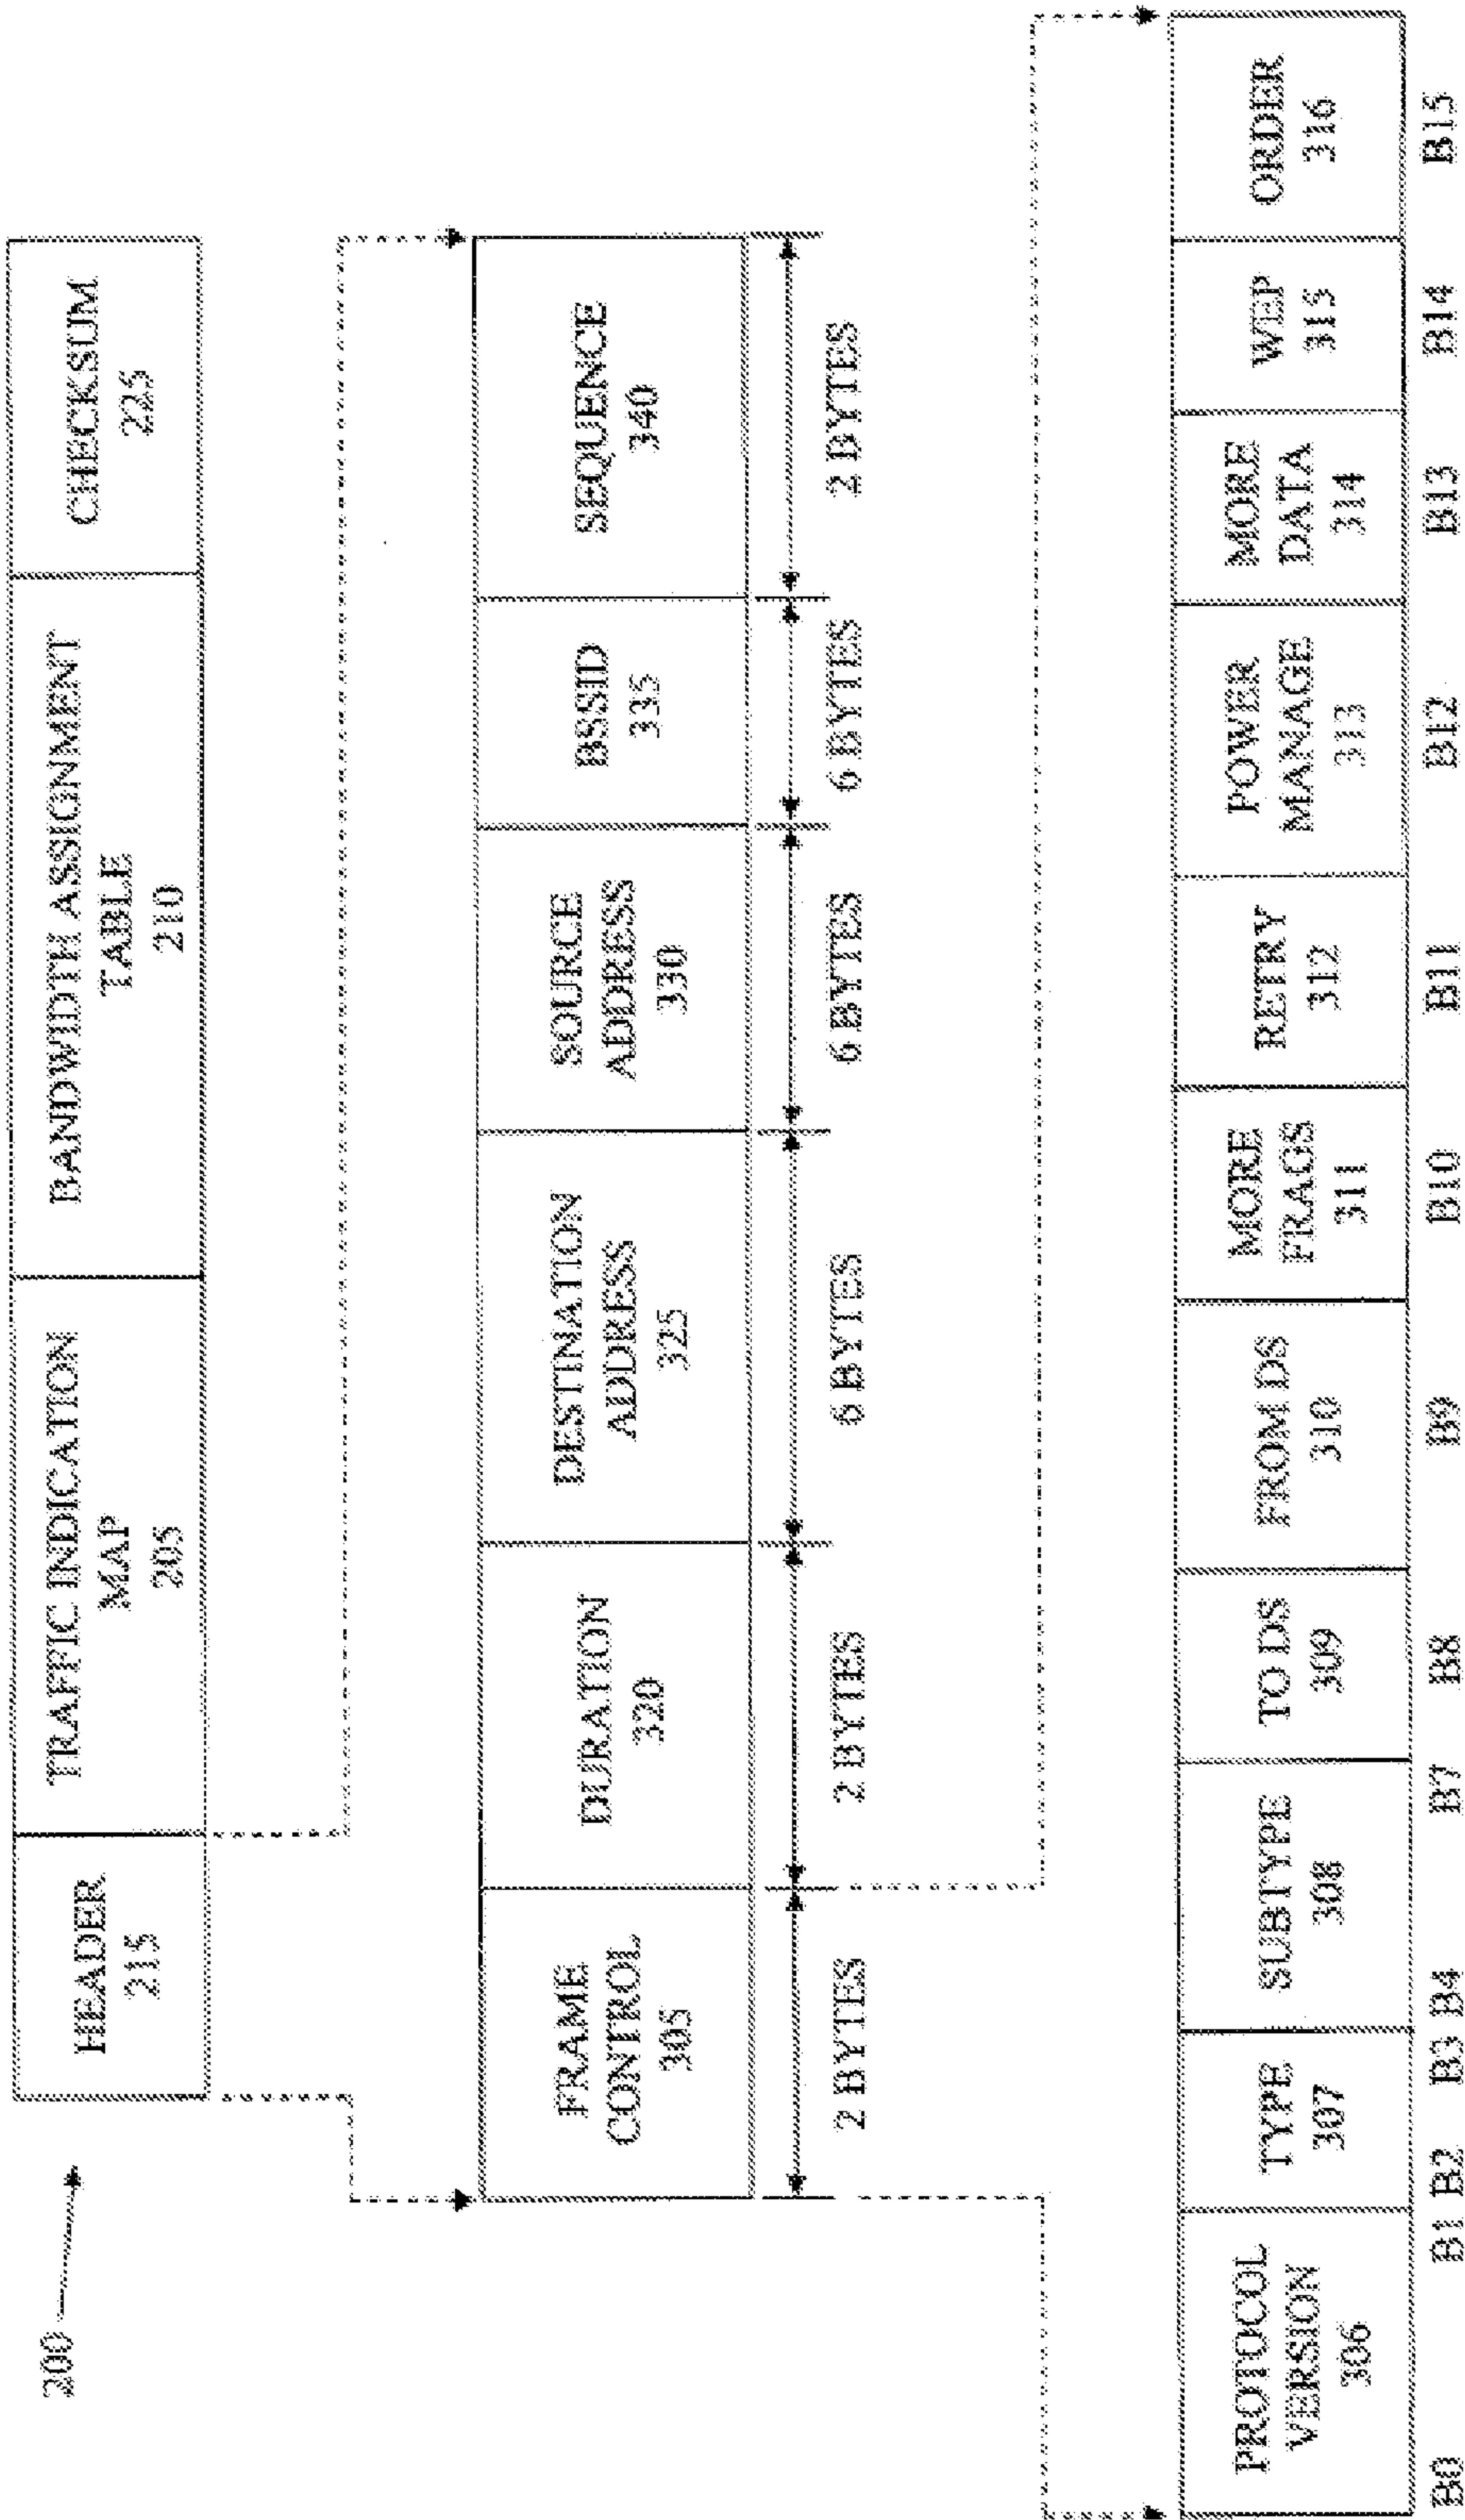 200
HEADER
215
TRAFFIC INDICATION
MAP
205
BANDWIDTH ASSIGNMENT
TABLE
210
CHECKSUM
225
FRAME
CONTROL
305
DURATION
320
DESTINATION
ADDRESS
325
SOURCE
ADDRESS
330
BSSID
335
SEQUENCE
340
2 BYTES
2 BYTES
6 BYTES
6 BYTES
6 BYTES
2 BYTES
PROTOCOL
VERSION
306
TYPE
307
SUBTYPE
308
TO DS
309
FROM DS
310
MORE
FRAGS
311
RETRY
312
POWER
MANAGE
313
MORE
DATA
314
WEP
315
ORDER
316
B0 B1 B2 B3 B4 B7 B8 B9 B10 B11 B12 B13 B14 B15